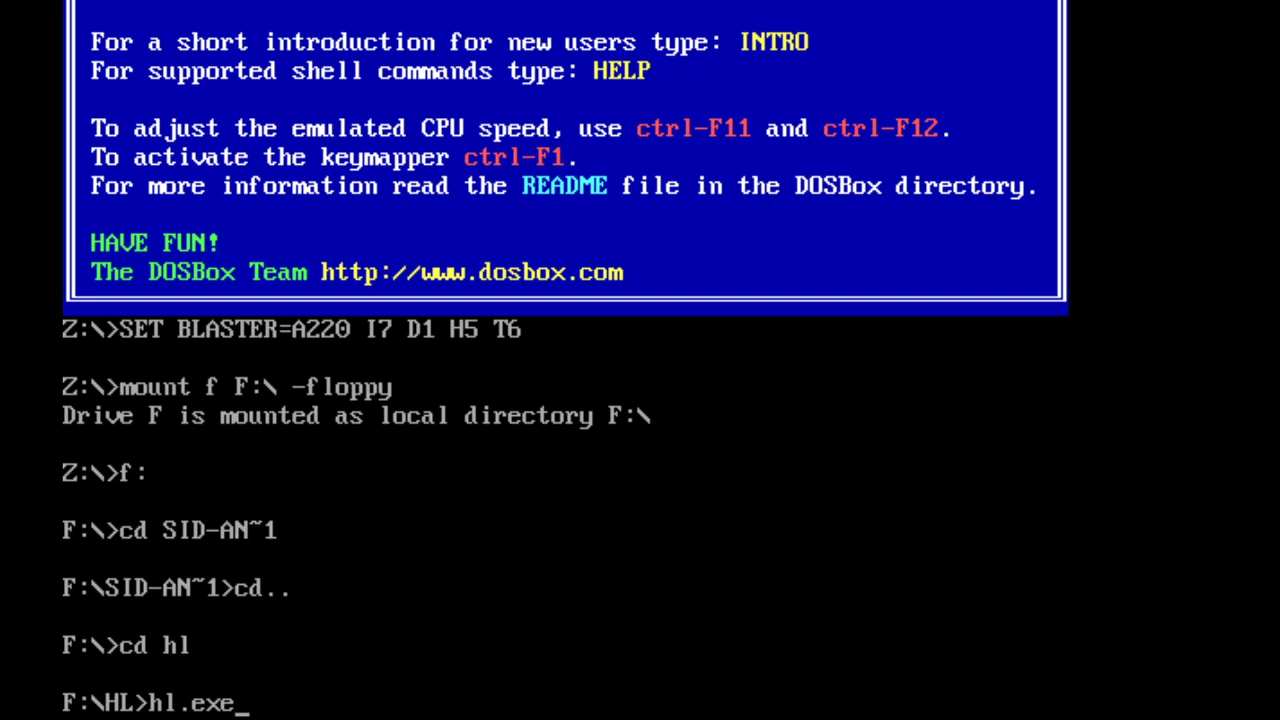 For a short introduction for new users type: INTRO
For supported shell commands type: HELP
To adjust the emulated CPU speed, use ctrl-F11 and ctrl-F12.
To activate the keymapper ctrl-F1.
For more information read the README file in the DOSBox directory.
HAVE FUN!
The DOSBox Team http://www.dosbox.com
Z:\>SET BLASTER=A220 I7 D1 H5 T6
Z:\>mount f F:\ -floppy
Drive F is mounted as local directory F:\
Z:\>f:
F:\>cd SID-AN~1
F:\SID-AN~1>cd..
F:\>cd hl
F:\HL>hl.exe_